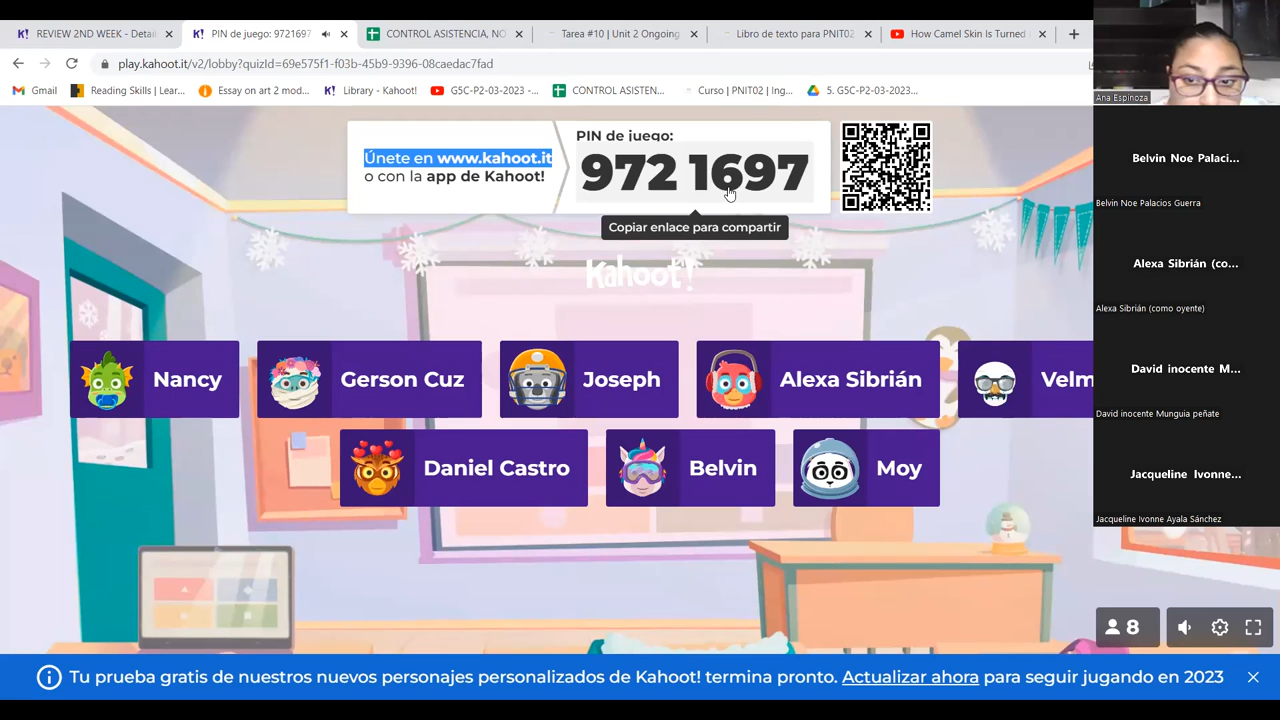 REVIEW 2ND WEEK - Detai
PIN de juego: 9721697
CONTROL ASISTENCIA, NO
Tarea #10 | Unit 2 Ongoing
Libro de texto para PNIT02
How Camel Skin Is Turned
play.kahoot.it/v2/lobby?quizId=69e575f1-f03b-45b9-9396-08caedac7fad
Gmail
Reading Skills | Lear...
Essay on art 2 mod...
Library - Kahoot!
G5C-P2-03-2023 -...
CONTROL ASISTEN...
Curso | PNIT02 | Ing...
5. G5C-P2-03-2023...
Ana Espinoza
Únete en www.kahoot.it
o con la app de Kahoot!
PIN de juego:
972 1697
Copiar enlace para compartir
Kahoot!
Nancy
Gerson Cuz
Joseph
Alexa Sibrián
Velm
Daniel Castro
Belvin
Moy
Belvin Noe Palaci...
Belvin Noe Palacios Guerra
Alexa Sibrián (co...
Alexa Sibrián (como oyente)
David inocente M...
David inocente Munguia peñate
Jacqueline Ivonne...
Jacqueline Ivonne Ayala Sánchez
8
Tu prueba gratis de nuestros nuevos personajes personalizados de Kahoot! termina pronto. Actualizar ahora para seguir jugando en 2023